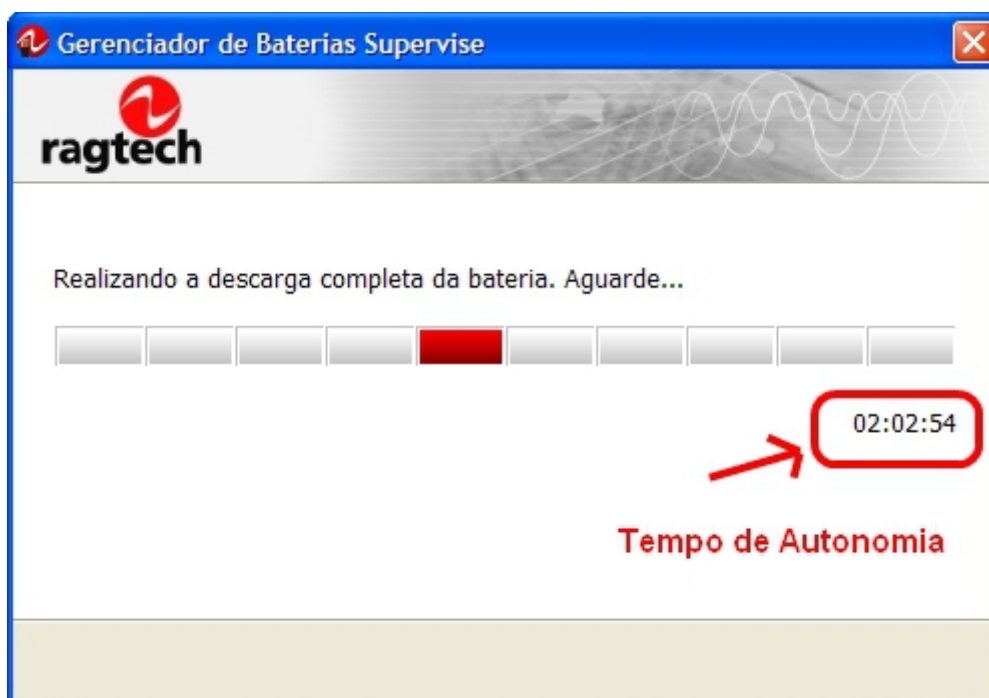 Gerenciador de Baterias Supervise
ragtech
Realizando a descarga completa da bateria. Aguarde...
02:02:54
Tempo de Autonomia